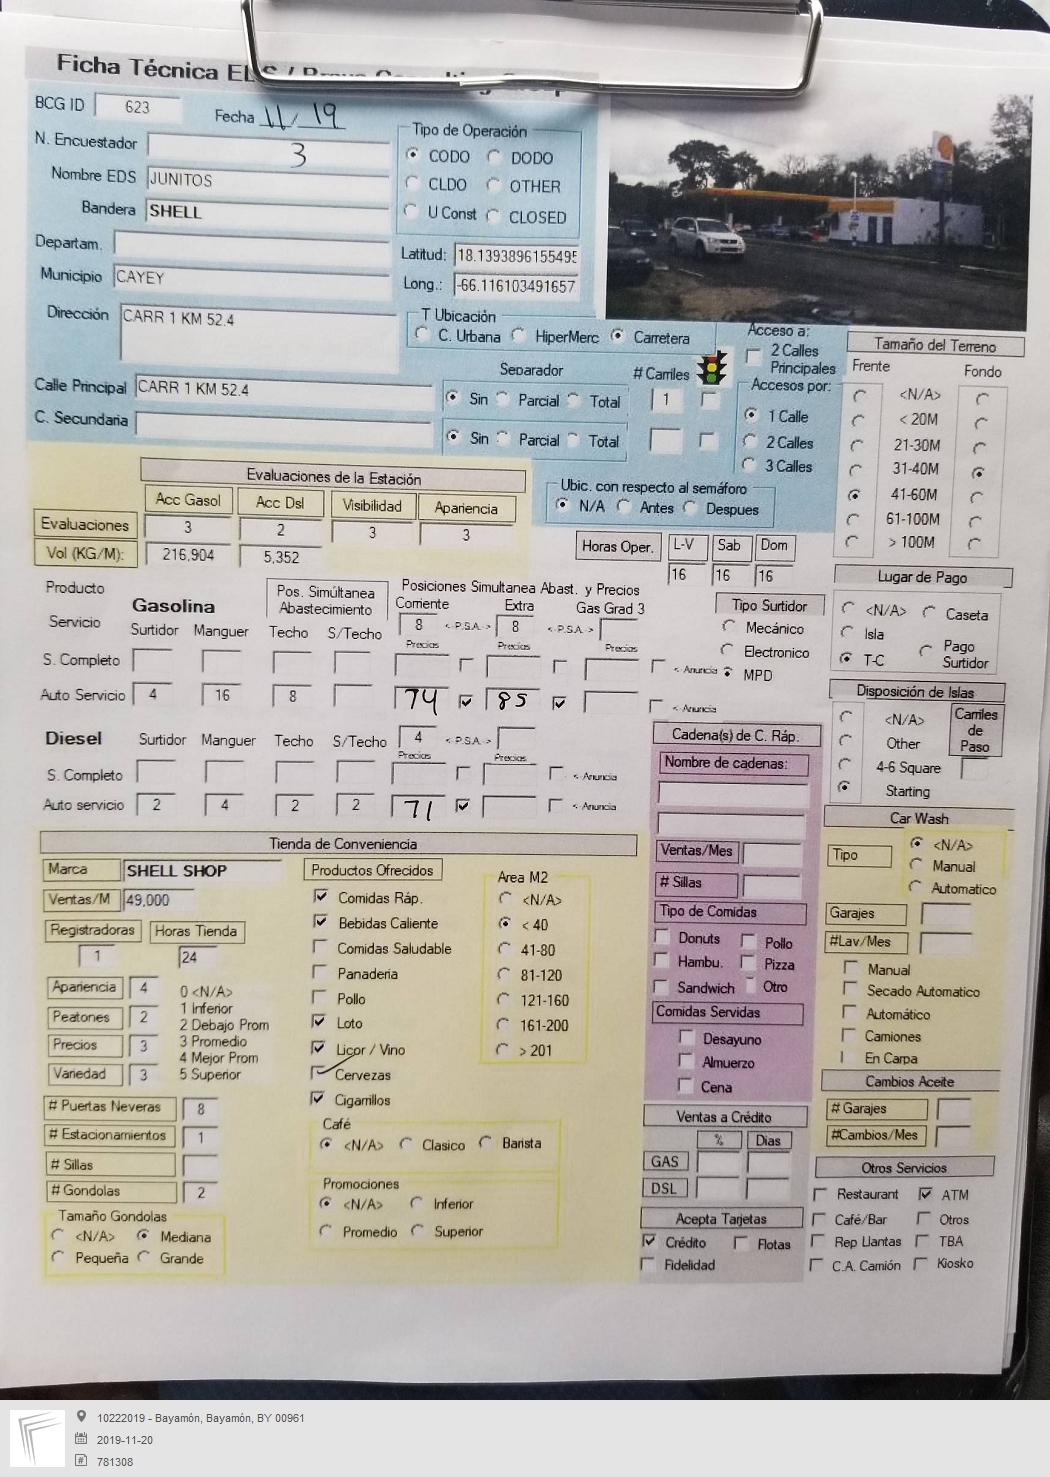 Ficha Técnica EDS / Bravo Consulting Group
BCG ID 623 Fecha 11/19
N. Encuestador 3
Nombre EDS JUNITOS
Bandera SHELL
Departam.
Municipio CAYEY
Dirección CARR 1 KM 52.4
Calle Principal CARR 1 KM 52.4
C. Secundaria
Tipo de Operación
CODO DODO
CLDO OTHER
U Const CLOSED
Latitud: 18.139389615549
Long.: -66.116103491657
T Ubicación
C. Urbana HiperMerc Carretera
Separador # Carriles
Sin Parcial Total 1
Sin Parcial Total
Acceso a:
2 Calles Principales
Accesos por:
1 Calle
2 Calles
3 Calles
Ubic. con respecto al semáforo
N/A Antes Despues
Tamaño del Terreno
Frente Fondo
<N/A>
< 20M
21-30M
31-40M
41-60M
61-100M
> 100M
Evaluaciones de la Estación
Acc Gasol Acc Dsl Visibilidad Apariencia
Evaluaciones 3 2 3 3
Vol (KG/M): 216,904 5,352
Horas Oper. L-V Sab Dom
16 16 16
Producto
Servicio
Gasolina
Pos. Simúltánea Abastecimiento
Posiciones Simultanea Abast. y Precios
Corriente Extra Gas Grad 3
8 <-P.S.A.-> 8 <-P.S.A.->
Surtidor Manguer Techo S/Techo Precios Precios Precios
S. Completo <- Anuncia
Auto Servicio 4 16 8 74 85 <- Anuncia
Tipo Surtidor
Mecánico
Electronico
MPD
Lugar de Pago
<N/A> Caseta
Isla
T-C Pago Surtidor
Disposición de Islas
<N/A> Carriles de Paso
Other
4-6 Square
Starting
Diesel Surtidor Manguer Techo S/Techo 4 <-P.S.A.->
Precios Precios
S. Completo <- Anuncia
Auto servicio 2 4 2 2 71 <- Anuncia
Cadena(s) de C. Ráp.
Nombre de cadenas:
Ventas/Mes
# Sillas
Tipo de Comidas
Donuts Pollo
Hambu. Pizza
Sandwich Otro
Comidas Servidas
Desayuno
Almuerzo
Cena
Car Wash
Tipo <N/A>
Manual
Automatico
Garajes
#Lav/Mes
Manual
Secado Automatico
Automático
Camiones
En Carpa
Cambios Aceite
# Garajes
#Cambios/Mes
Tienda de Conveniencia
Marca SHELL SHOP
Ventas/M 49,000
Registradoras Horas Tienda
1 24
Apariencia 4
Peatones 2
Precios 3
Variedad 3
0 <N/A>
1 Inferior
2 Debajo Prom
3 Promedio
4 Mejor Prom
5 Superior
# Puertas Neveras 8
# Estacionamientos 1
# Sillas
# Gondolas 2
Tamaño Gondolas
<N/A> Mediana
Pequeña Grande
Productos Ofrecidos
Comidas Ráp.
Bebidas Caliente
Comidas Saludable
Panaderia
Pollo
Loto
Licor / Vino
Cervezas
Cigarrillos
Area M2
<N/A>
< 40
41-80
81-120
121-160
161-200
> 201
Café
<N/A> Clasico Barista
Promociones
<N/A> Inferior
Promedio Superior
Ventas a Crédito
% Dias
GAS
DSL
Acepta Tarjetas
Crédito Flotas
Fidelidad
Otros Servicios
Restaurant ATM
Café/Bar Otros
Rep Llantas TBA
C.A. Camión Kiosko
10222019 - Bayamón, Bayamón, BY 00961
2019-11-20
781308